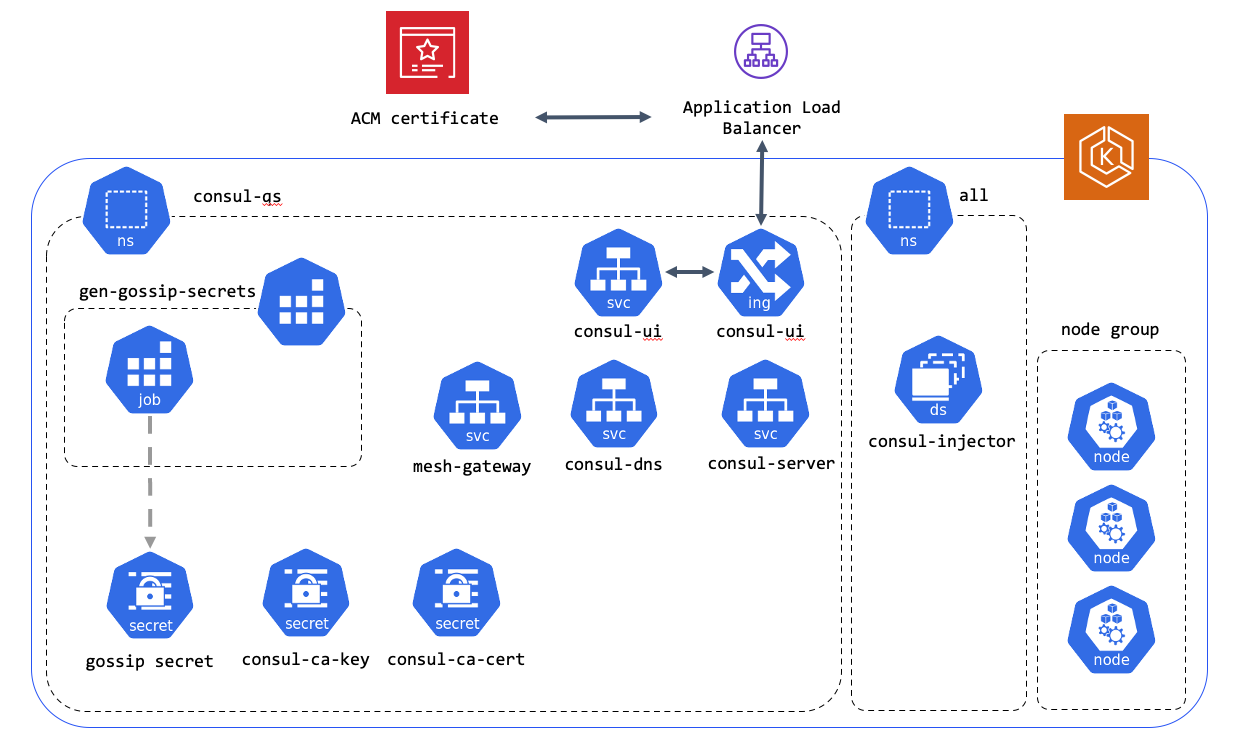 ACM certificate
Application Load
Balancer
K
ns
consul-qs
ns
all
gen-gossip-secrets
svc
consul-ui
ing
consul-ui
node group
job
svc
mesh-gateway
svc
consul-dns
svc
consul-server
ds
consul-injector
node
node
node
secret
gossip secret
secret
consul-ca-key
secret
consul-ca-cert